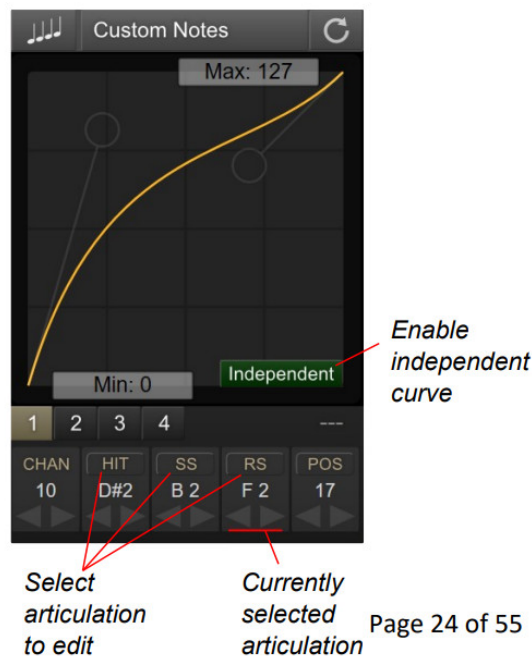 Custom Notes
Max: 127
Enable
independent
curve
Independent
Min: 0
1 2 3 4 ---
CHAN HIT SS RS POS
10 D#2 B 2 F 2 17
Select
articulation
to edit
Currently
selected
articulation
Page 24 of 55